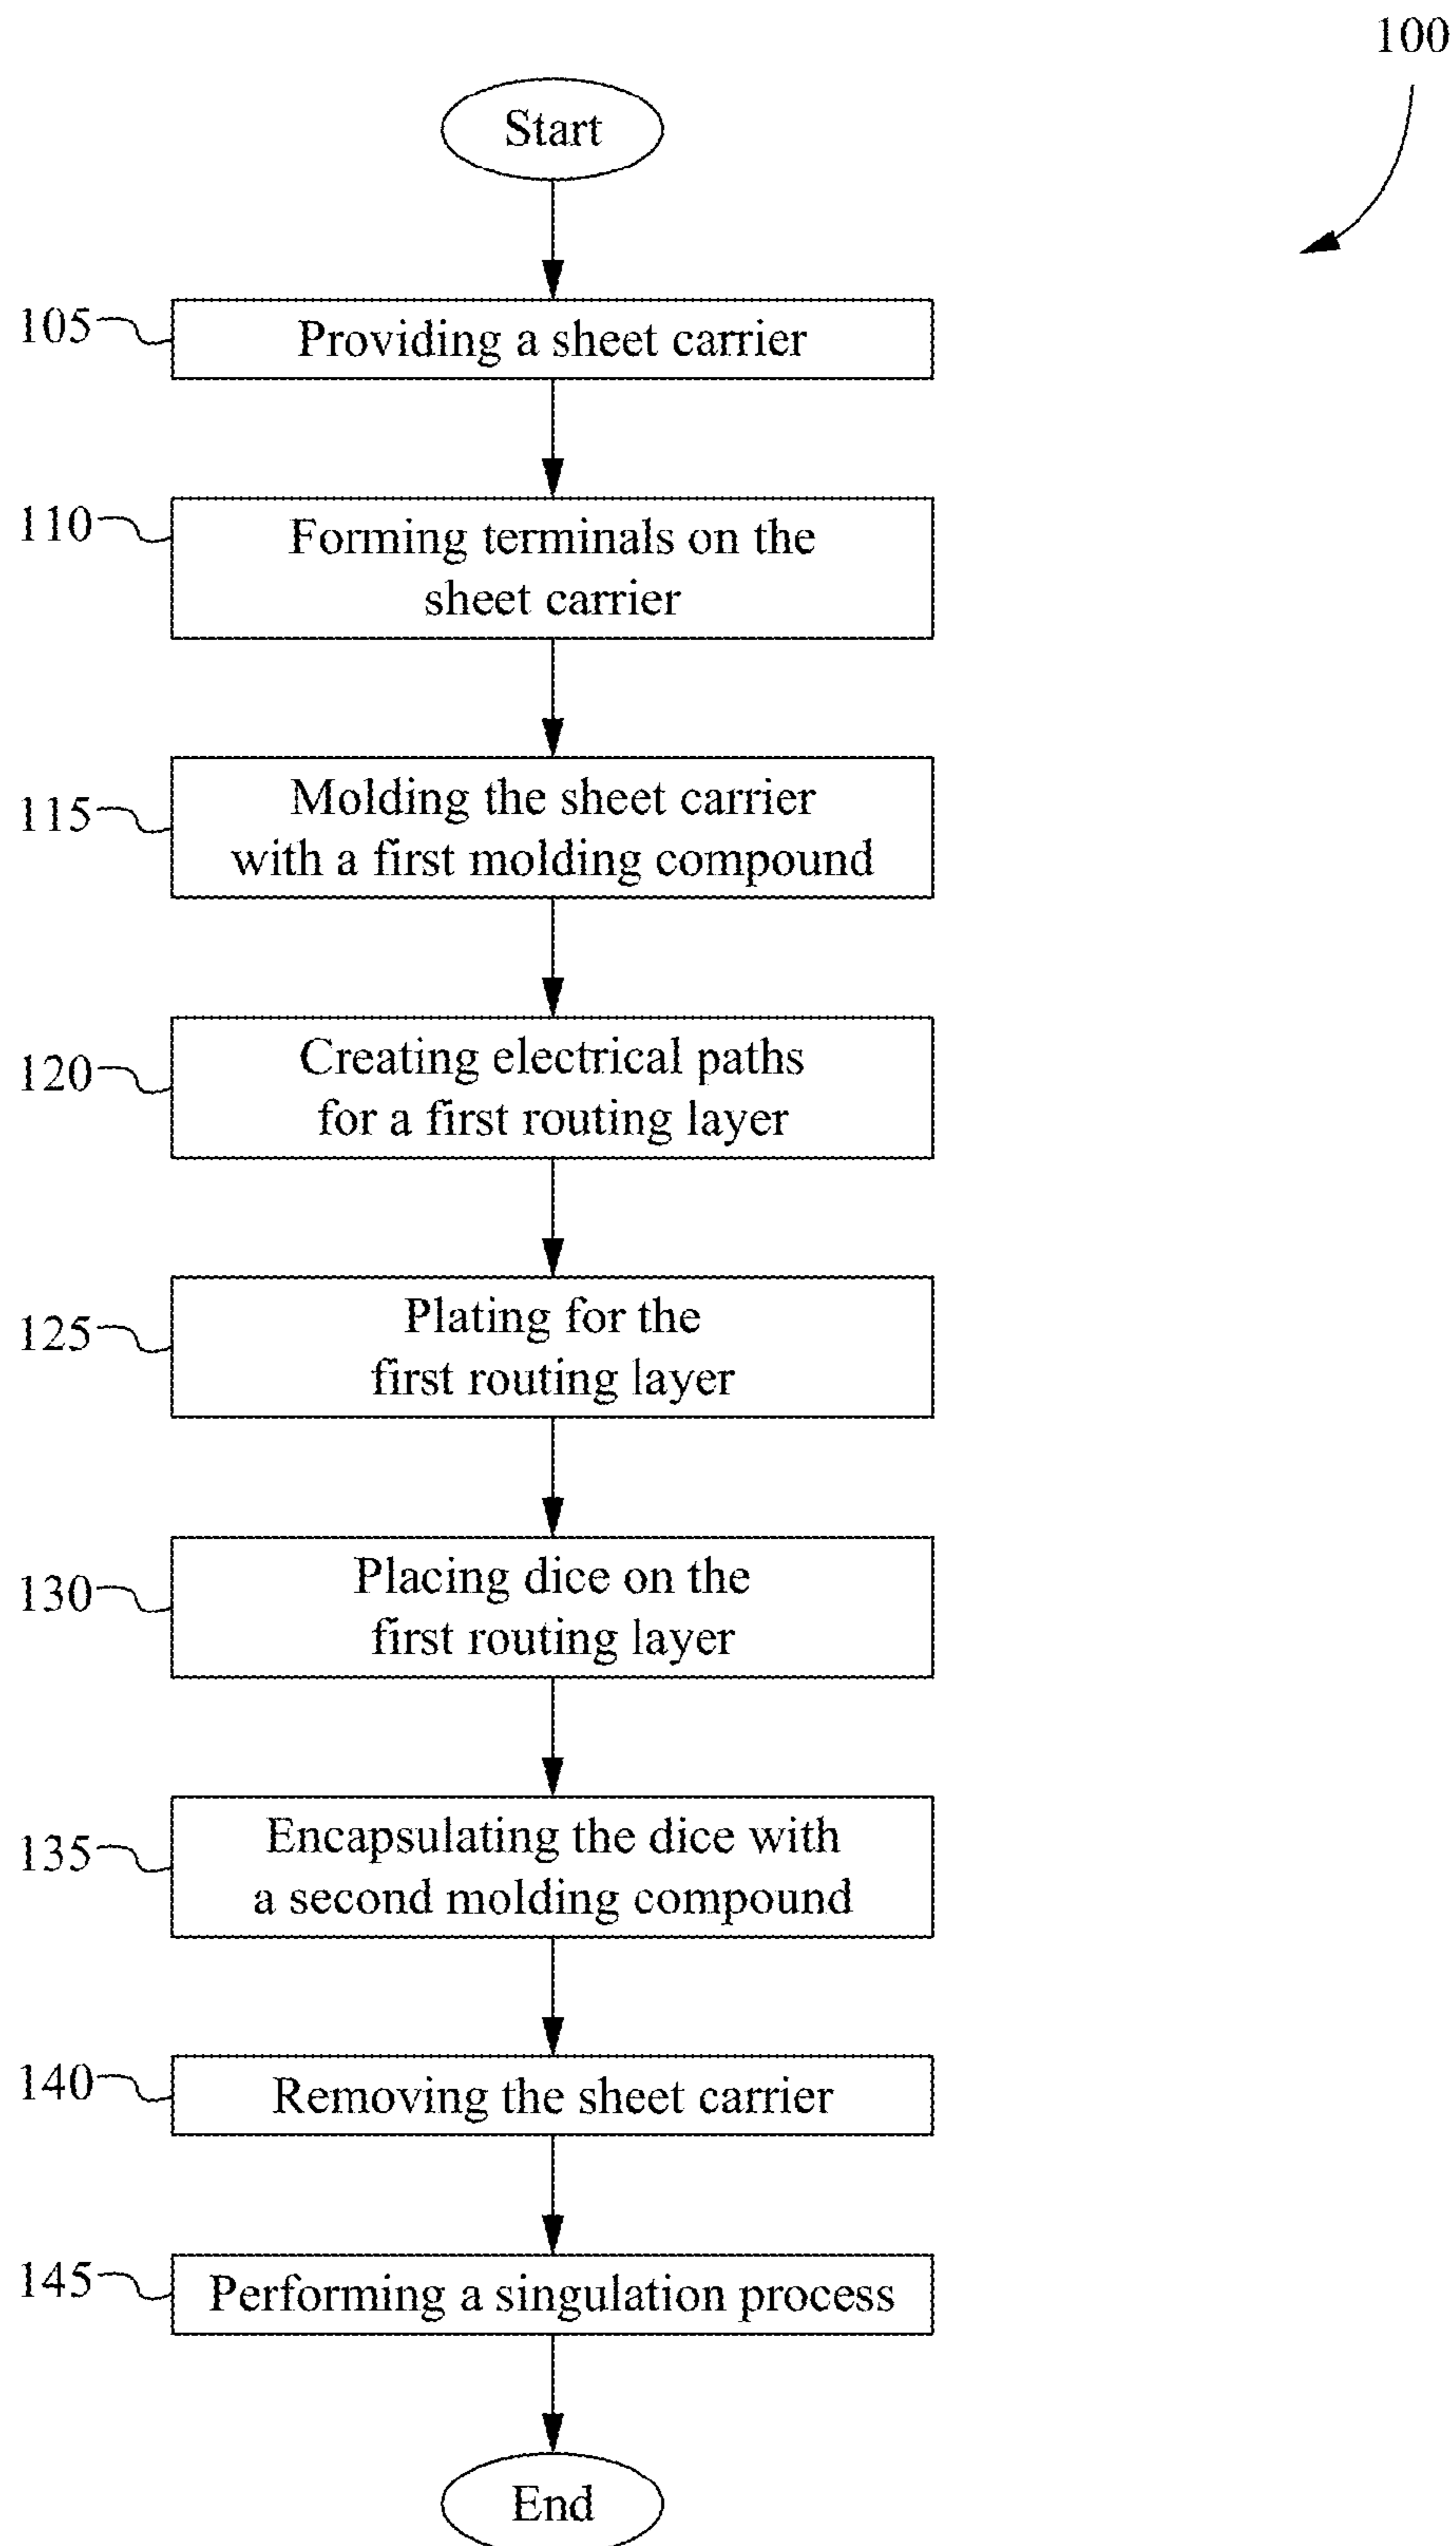 100
Start
105
Providing a sheet carrier
110
Forming terminals on the
sheet carrier
115
Molding the sheet carrier
with a first molding compound
120
Creating electrical paths
for a first routing layer
125
Plating for the
first routing layer
130
Placing dice on the
first routing layer
135
Encapsulating the dice with
a second molding compound
140
Removing the sheet carrier
145
Performing a singulation process
End